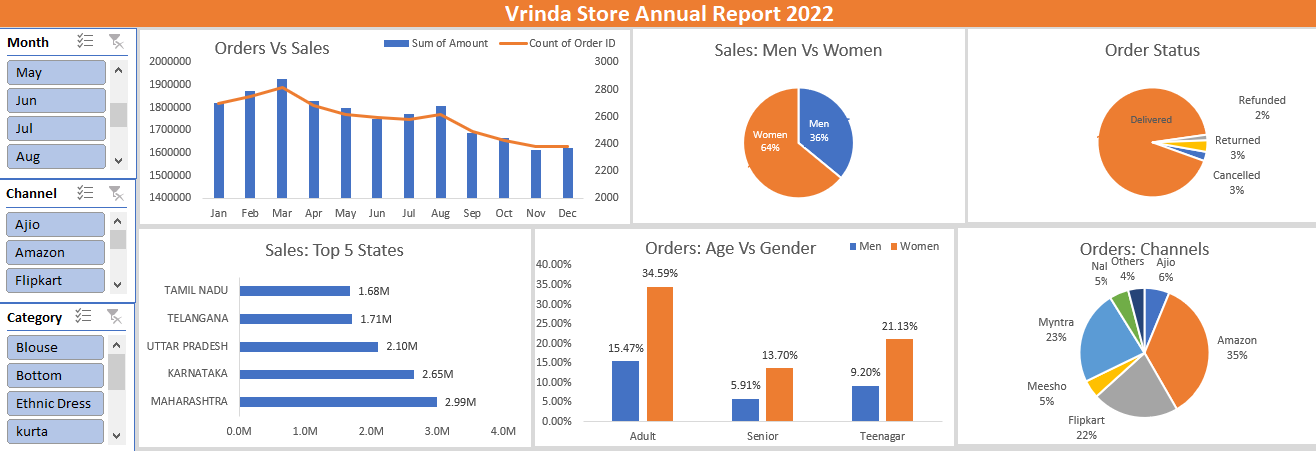 Vrinda Store Annual Report 2022
Month
May
Jun
Jul
Aug
Channel
Ajio
Amazon
Flipkart
Category
Blouse
Bottom
Ethnic Dress
kurta
Orders Vs Sales
Sum of Amount
Count of Order ID
2000000
1900000
1800000
1700000
1600000
1500000
1400000
3000
2800
2600
2400
2200
2000
Jan Feb Mar Apr May Jun Jul Aug Sep Oct Nov Dec
Sales: Men Vs Women
Women
64%
Men
36%
Order Status
Delivered
Refunded
2%
Returned
3%
Cancelled
3%
Sales: Top 5 States
TAMIL NADU 1.68M
TELANGANA 1.71M
UTTAR PRADESH 2.10M
KARNATAKA 2.65M
MAHARASHTRA 2.99M
0.0M 1.0M 2.0M 3.0M 4.0M
Orders: Age Vs Gender
Men
Women
40.00%
35.00%
30.00%
25.00%
20.00%
15.00%
10.00%
5.00%
0.00%
15.47%
34.59%
5.91%
13.70%
9.20%
21.13%
Adult Senior Teenagar
Orders: Channels
Nal
5%
Others
4%
Ajio
6%
Amazon
35%
Flipkart
22%
Meesho
5%
Myntra
23%